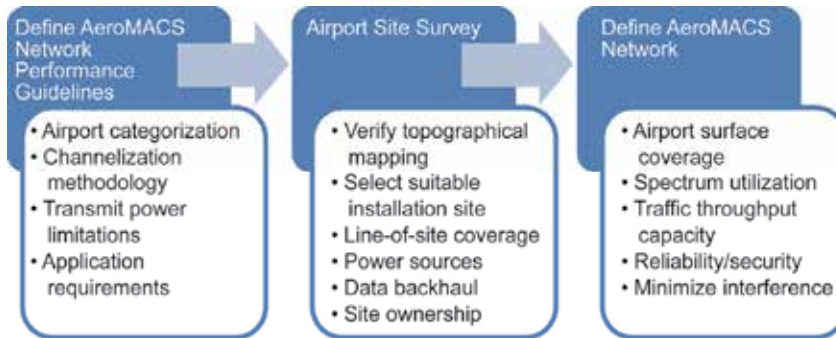 Define AeroMACS
Network
Performance
Guidelines
• Airport categorization
• Channelization
methodology
• Transmit power
limitations
• Application
requirements
Airport Site Survey
• Verify topographical
mapping
• Select suitable
installation site
• Line-of-site coverage
• Power sources
• Data backhaul
• Site ownership
Define AeroMACS
Network
• Airport surface
coverage
• Spectrum utilization
• Traffic throughput
capacity
• Reliability/security
• Minimize interference